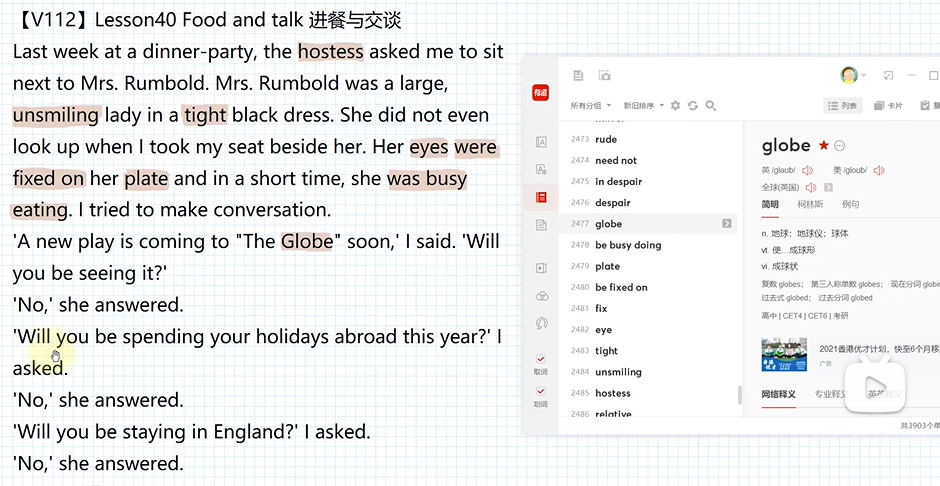 【V112】Lesson40 Food and talk 进餐与交谈
Last week at a dinner-party, the hostess asked me to sit
next to Mrs. Rumbold. Mrs. Rumbold was a large,
unsmiling lady in a tight black dress. She did not even
look up when I took my seat beside her. Her eyes were
fixed on her plate and in a short time, she was busy
eating. I tried to make conversation.
'A new play is coming to "The Globe" soon,' I said. 'Will
you be seeing it?'
'No,' she answered.
'Will you be spending your holidays abroad this year?' I
asked.
'No,' she answered.
'Will you be staying in England?' I asked.
'No,' she answered.
有道
取词
划词
所有分组
新旧排序
列表
卡片
2473 rude
2474 need not
2475 in despair
2476 despair
2477 globe
2478 be busy doing
2479 plate
2480 be fixed on
2481 fix
2482 eye
2483 tight
2484 unsmiling
2485 hostess
2486 relative
globe
英 /ɡləʊb/ 美 /ɡloʊb/
全球(英国)
简明 柯林斯 例句
n. 地球；地球仪；球体
vt. 使…成球形
vi. 成球状
复数 globes； 第三人称单数 globes； 现在分词
过去式 globed； 过去分词 globed
高中 | CET4 | CET6 | 考研
2021香港优才计划，快至6个月移
广告
网络释义 专业释义 英英释义
共3903个单